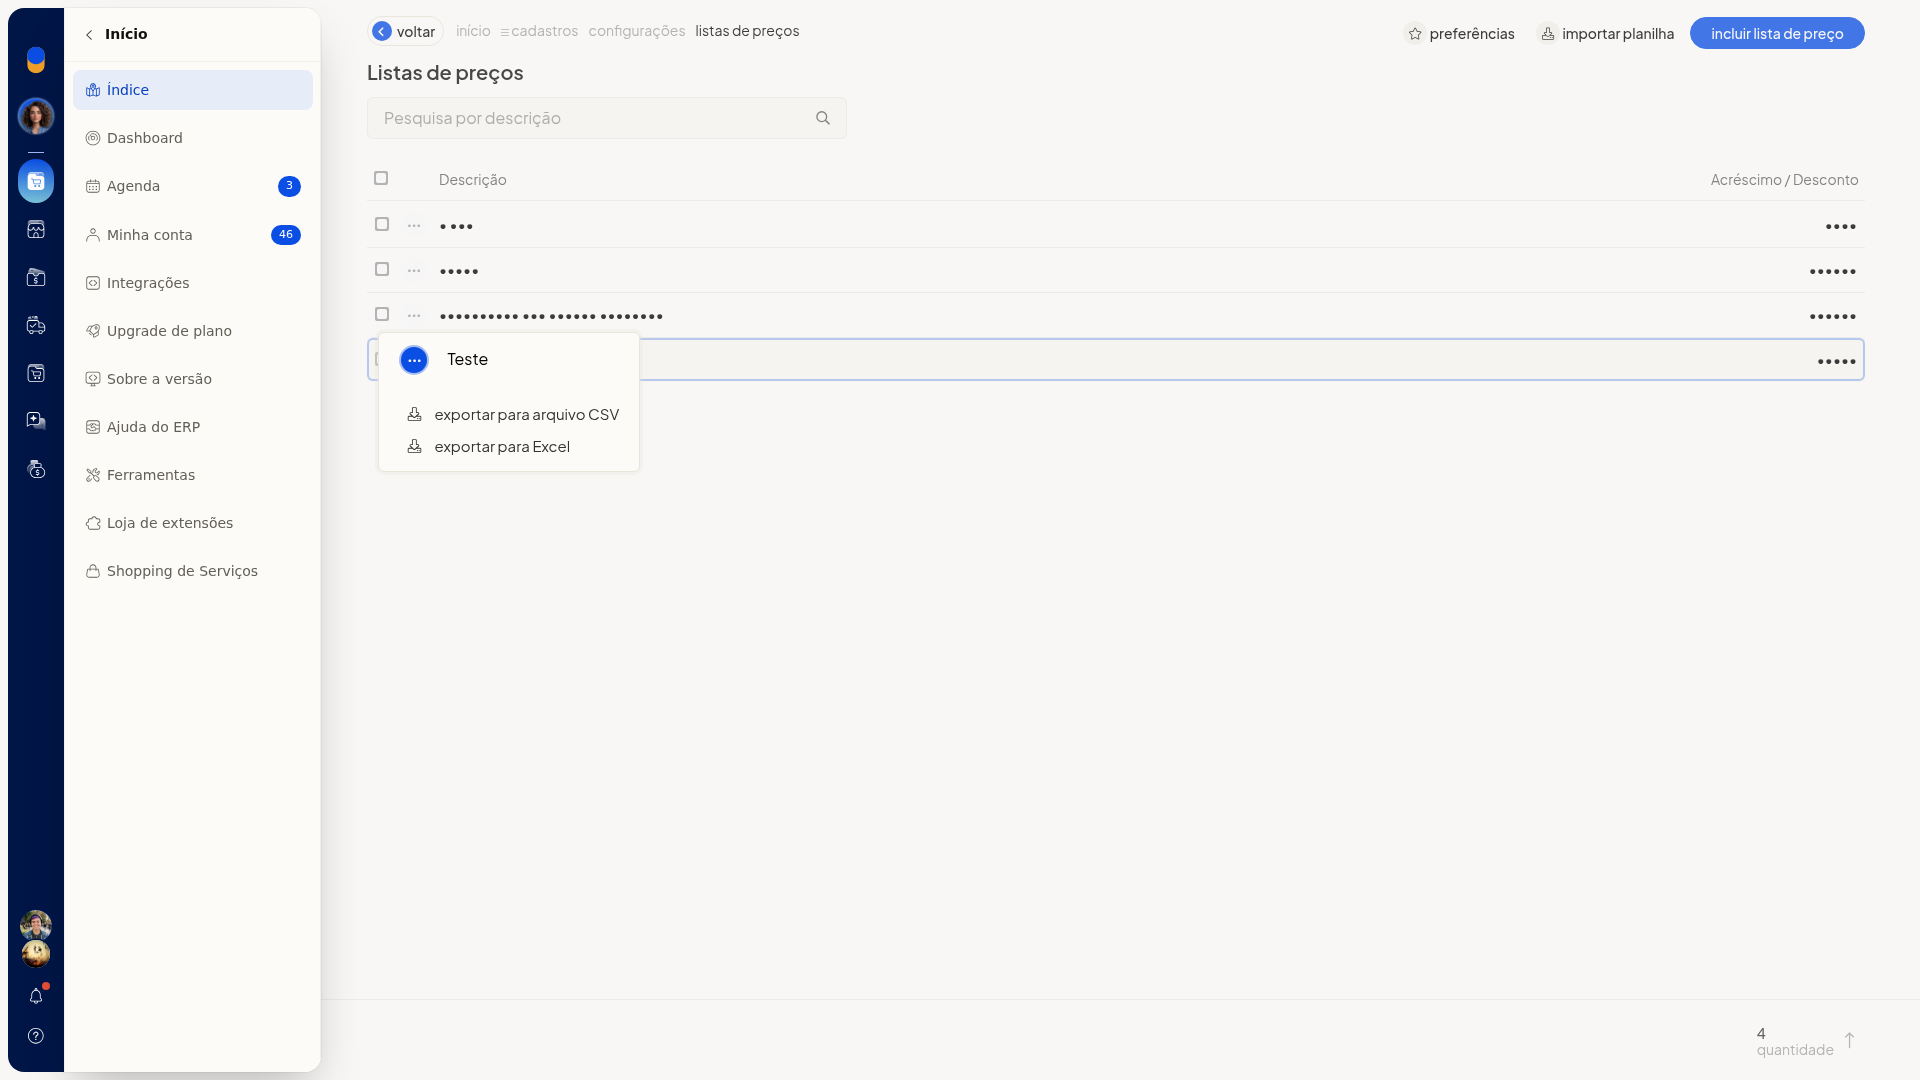 Início
Índice
Dashboard
Agenda
3
Minha conta
46
Integrações
Upgrade de plano
Sobre a versão
Ajuda do ERP
Ferramentas
Loja de extensões
Shopping de Serviços
voltar
início
cadastros
configurações
listas de preços
preferências
importar planilha
incluir lista de preço
Listas de preços
Pesquisa por descrição
Descrição
Acréscimo / Desconto
• ••••
••••
•••••
••••••
•••••••••• ••• •••••• ••••••••
••••••
•••••
Teste
exportar para arquivo CSV
exportar para Excel
4
quantidade